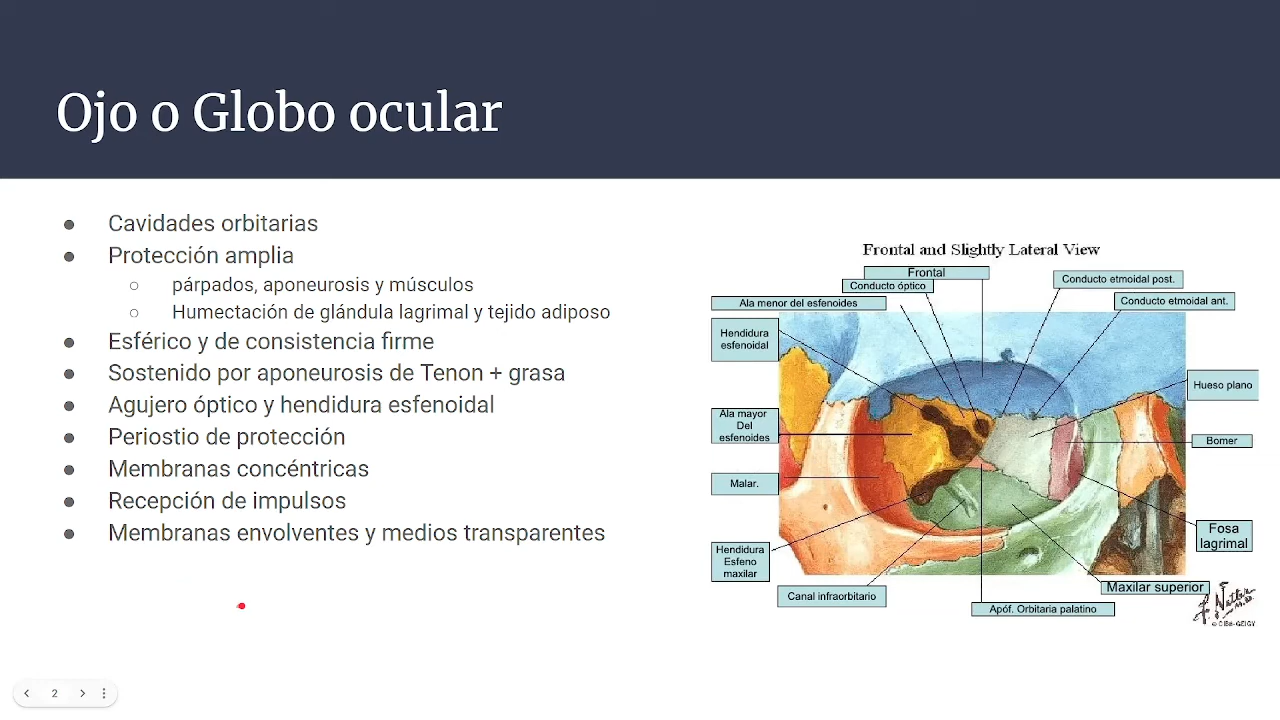 Ojo o Globo ocular
Cavidades orbitarias
Protección amplia
párpados, aponeurosis y músculos
Humectación de glándula lagrimal y tejido adiposo
Esférico y de consistencia firme
Sostenido por aponeurosis de Tenon + grasa
Agujero óptico y hendidura esfenoidal
Periostio de protección
Membranas concéntricas
Recepción de impulsos
Membranas envolventes y medios transparentes
Frontal and Slightly Lateral View
Frontal
Conducto óptico
Ala menor del esfenoides
Conducto etmoidal post.
Conducto etmoidal ant.
Hendidura
esfenoidal
Hueso plano
Ala mayor
Del
esfenoides
Bomer
Malar.
Fosa
lagrimal
Hendidura
Esfeno
maxilar
Canal infraorbitario
Maxilar superior
Apóf. Orbitaria palatino
F. Netter
M.D.
© CIBA-GEIGY
2